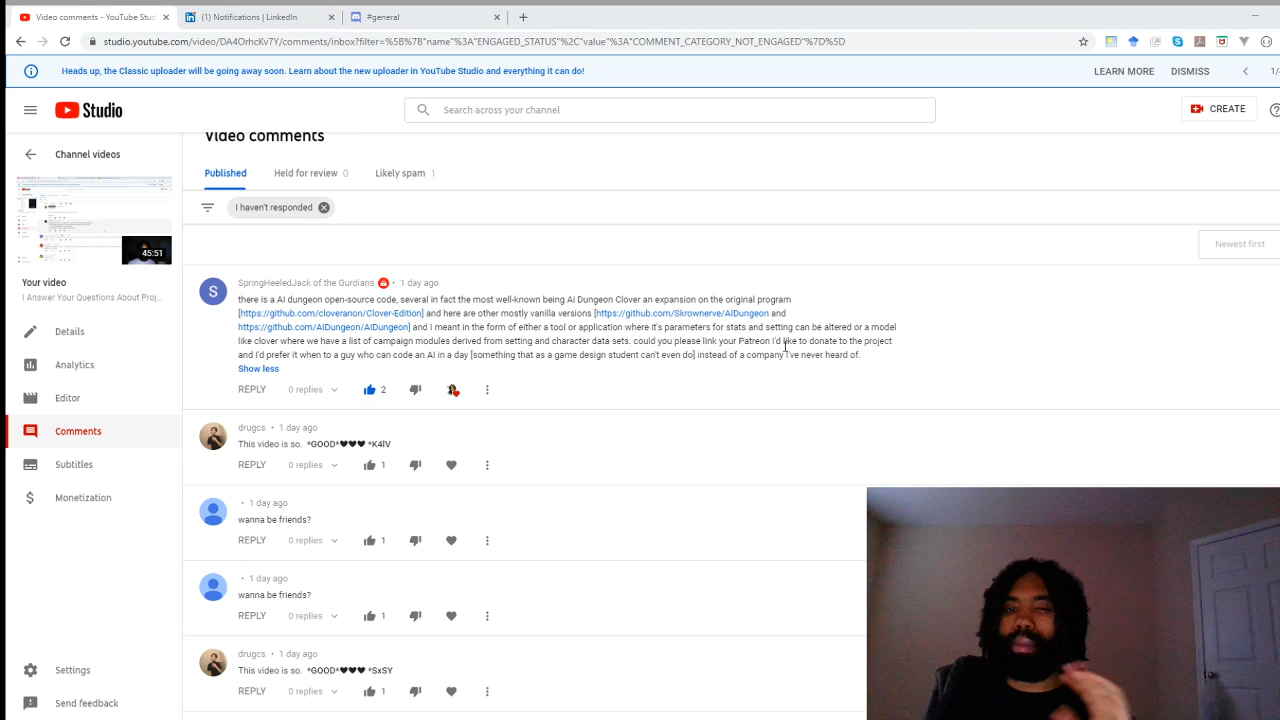 Video comments - YouTube Stud
(1) Notifications | LinkedIn
#general
studio.youtube.com/video/DA4OrhcKv7Y/comments/inbox?filter=%5B%7B"name"%3A"ENGAGED_STATUS"%2C"value"%3A"COMMENT_CATEGORY_NOT_ENGAGED"%7D%5D
Heads up, the Classic uploader will be going away soon. Learn about the new uploader in YouTube Studio and everything it can do!
LEARN MORE
DISMISS
Studio
Search across your channel
CREATE
Channel videos
45:51
Your video
I Answer Your Questions About Proj...
Details
Analytics
Editor
Comments
Subtitles
Monetization
Settings
Send feedback
Video comments
Published
Held for review 0
Likely spam 1
I haven't responded
Newest first
SpringHeeledJack of the Gurdians • 1 day ago
there is a AI dungeon open-source code, several in fact the most well-known being Ai Dungeon Clover an expansion on the original program
[https://github.com/cloveranon/Clover-Edition] and here are other mostly vanilla versions [https://github.com/Skrownerve/AIDungeon and
https://github.com/AIDungeon/AIDungeon] and I meant in the form of either a tool or application where it's parameters for stats and setting can be altered or a model
like clover where we have a list of campaign modules derived from setting and character data sets. could you please link your Patreon I'd like to donate to the project
and I'd prefer it when to a guy who can code an AI in a day [something that as a game design student can't even do] instead of a company I've never heard of.
Show less
REPLY 0 replies 2
drugcs • 1 day ago
This video is so. *GOOD*♥♥♥ *K4lV
REPLY 0 replies 1
• 1 day ago
wanna be friends?
REPLY 0 replies 1
• 1 day ago
wanna be friends?
REPLY 0 replies 1
drugcs • 1 day ago
This video is so. *GOOD*♥♥♥ *SxSY
REPLY 0 replies 1